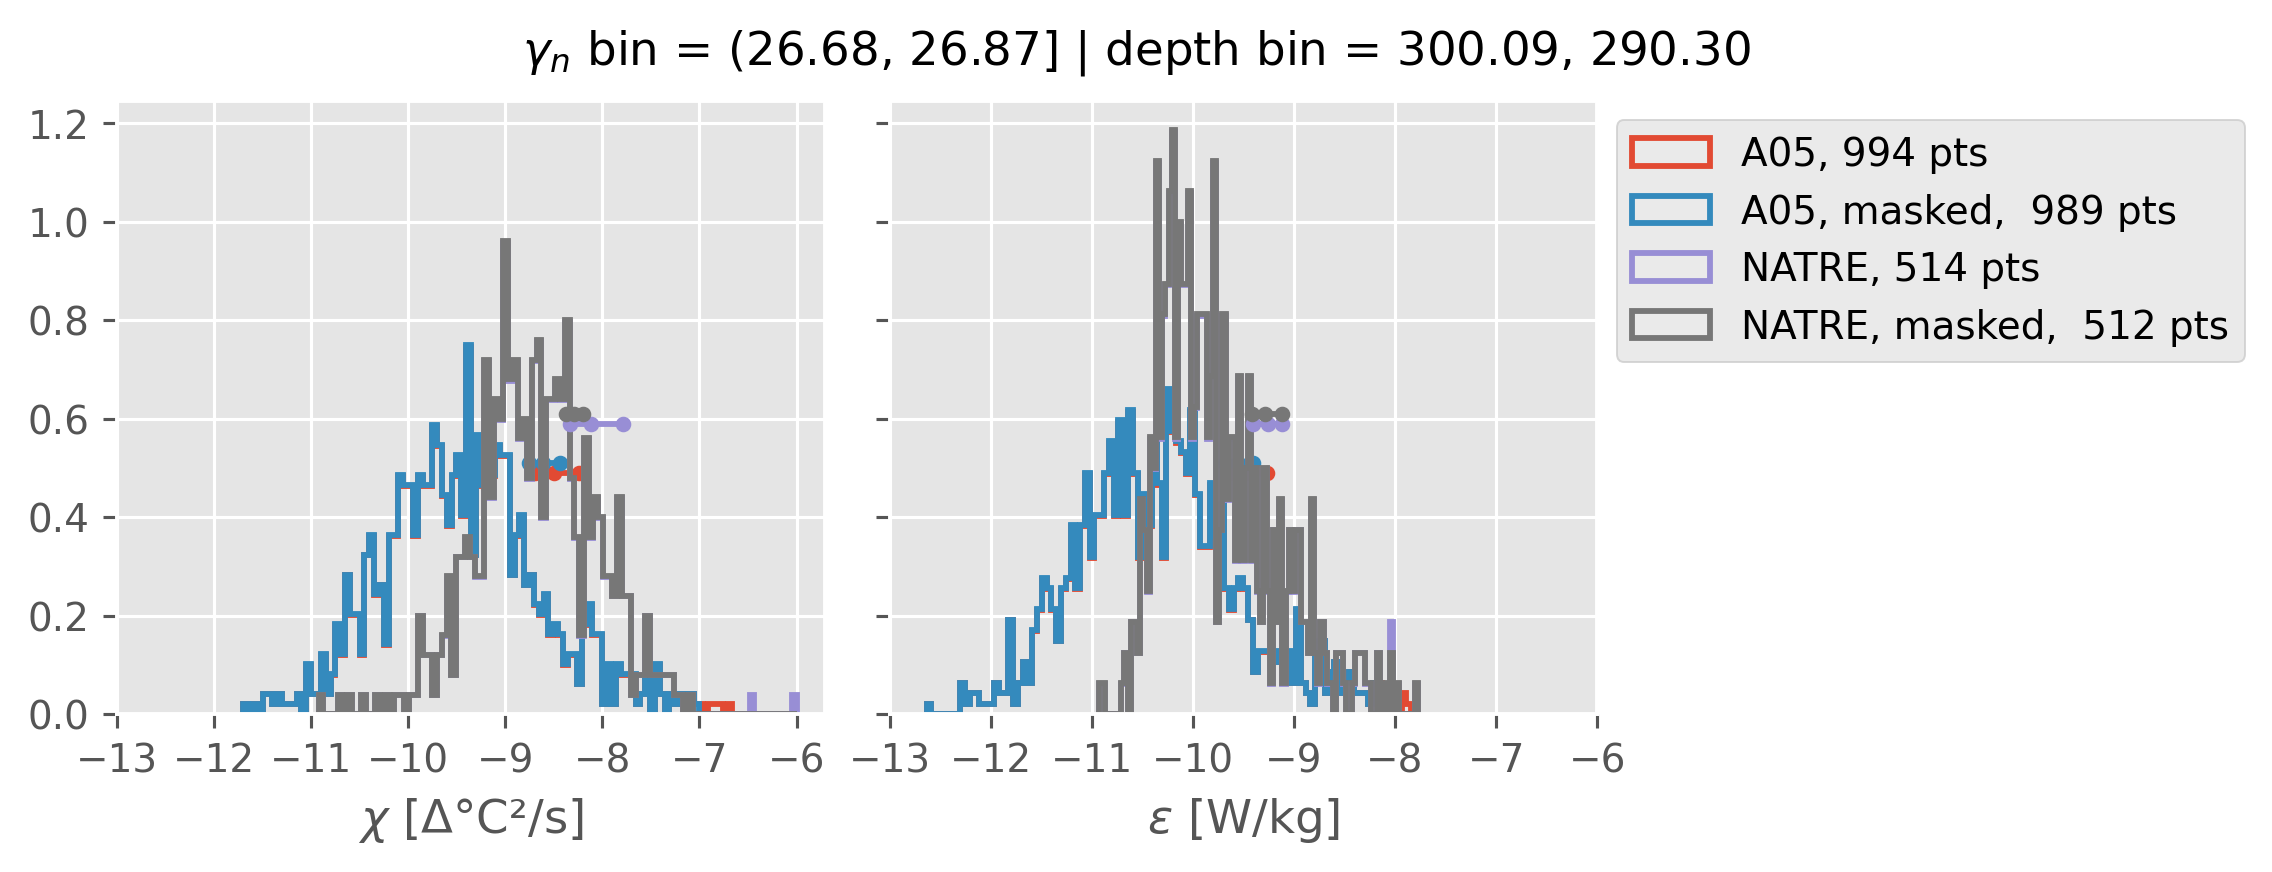 γn bin = (26.68, 26.87] | depth bin = 300.09, 290.30
1.2
1.0
0.8
0.6
0.4
0.2
0.0
−13 −12 −11 −10 −9 −8 −7 −6
χ [Δ°C²/s]
−13 −12 −11 −10 −9 −8 −7 −6
ε [W/kg]
A05, 994 pts
A05, masked,  989 pts
NATRE, 514 pts
NATRE, masked,  512 pts